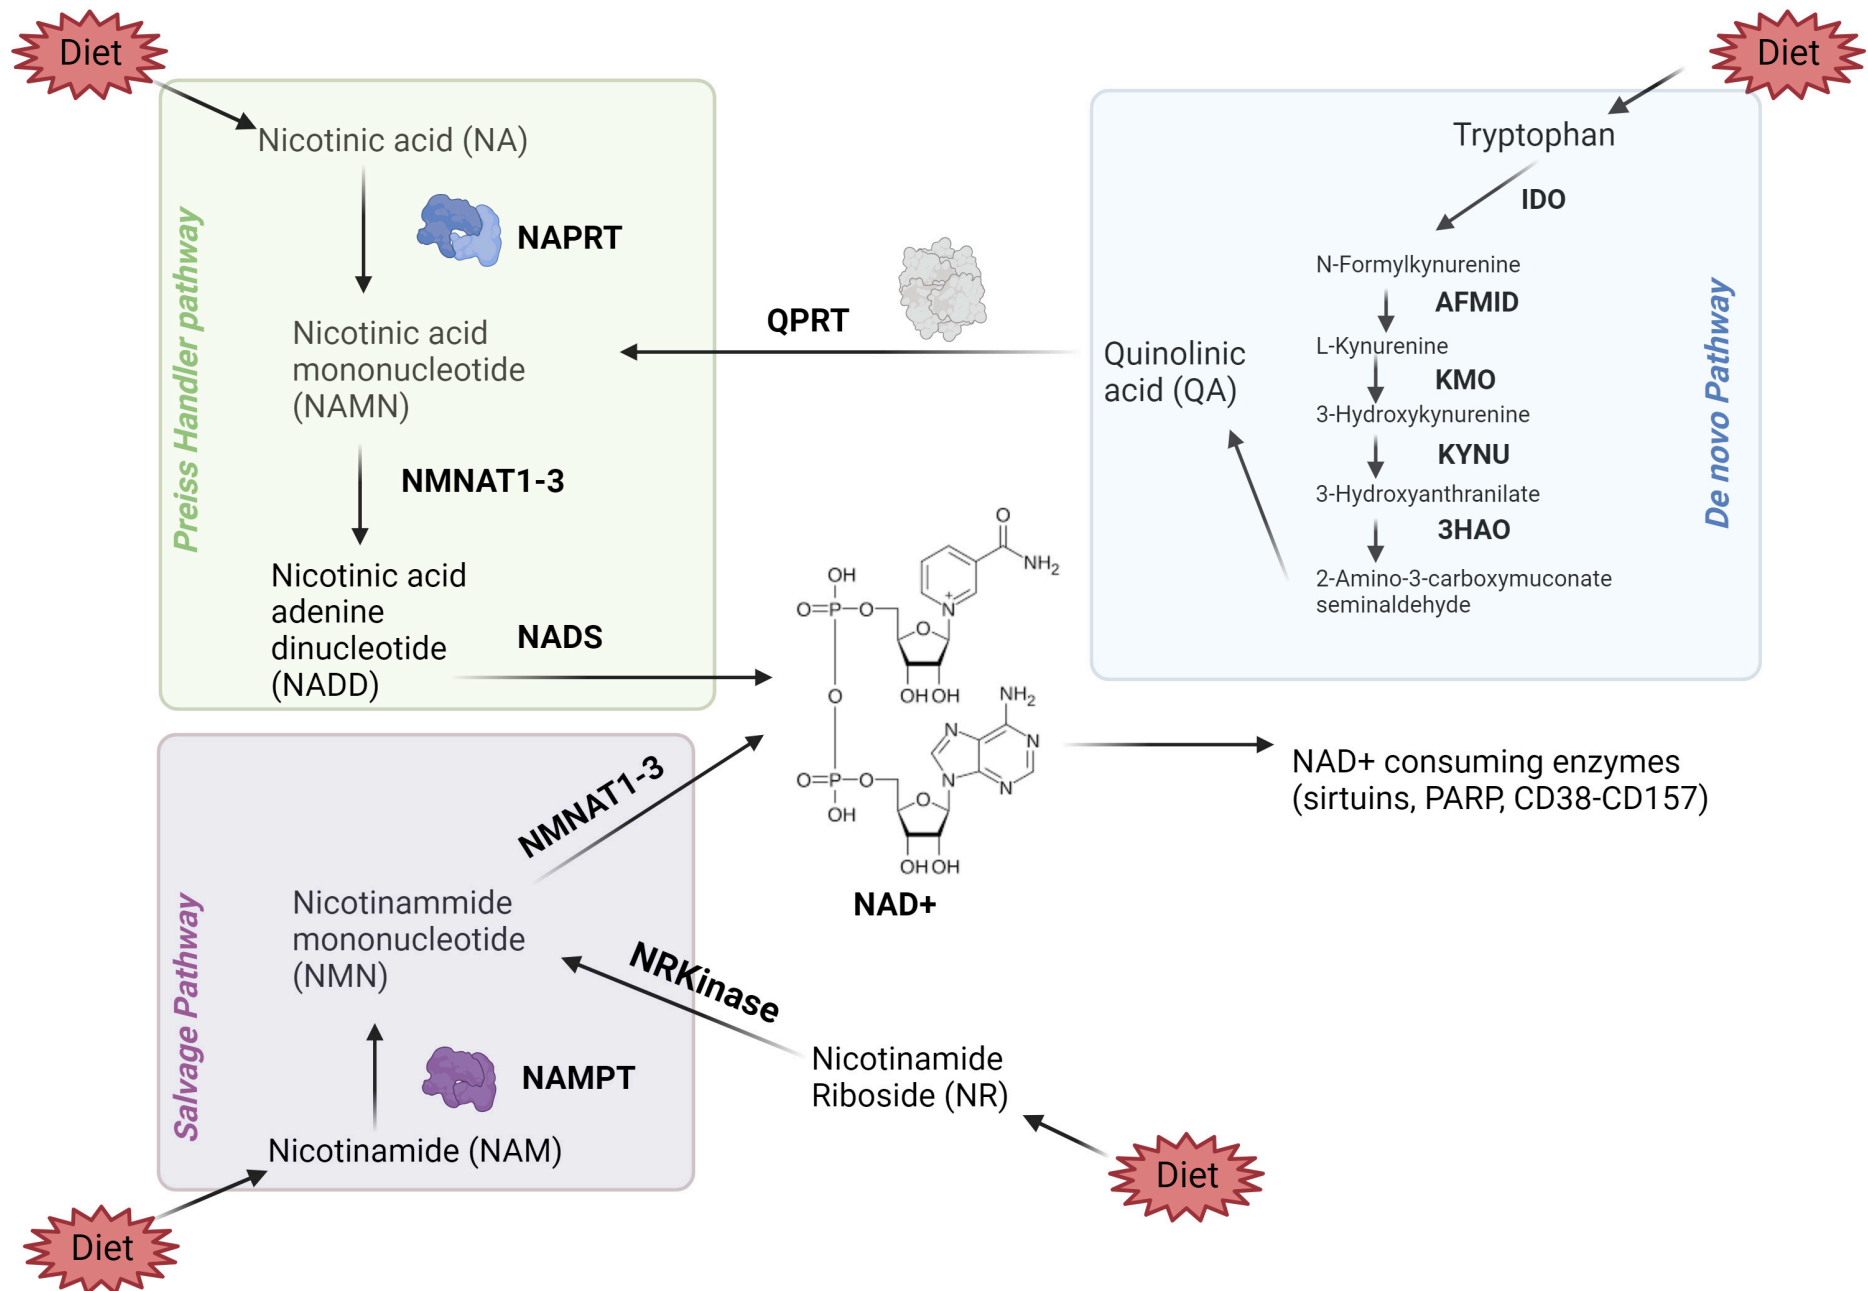 Diet
Nicotinic acid (NA)
Preiss Handler pathway
NAPRT
Nicotinic acid
mononucleotide
(NAMN)
NMNAT1-3
Nicotinic acid
adenine
dinucleotide
(NADD)
NADS
QPRT
Diet
Tryptophan
IDO
N-Formylkynurenine
AFMID
L-Kynurenine
KMO
3-Hydroxykynurenine
KYNU
3-Hydroxyanthranilate
3HAO
2-Amino-3-carboxymuconate
seminaldehyde
Quinolinic
acid (QA)
De novo Pathway
O
NH2
OH
O=P-O
N+
O
OH OH
O
NH2
N
N
N
N
O=P-O
OH
O
OH OH
NAD+
NAD+ consuming enzymes
(sirtuins, PARP, CD38-CD157)
NMNAT1-3
Salvage Pathway
Nicotinammide
mononucleotide
(NMN)
NRKinase
NAMPT
Nicotinamide (NAM)
Nicotinamide
Riboside (NR)
Diet
Diet